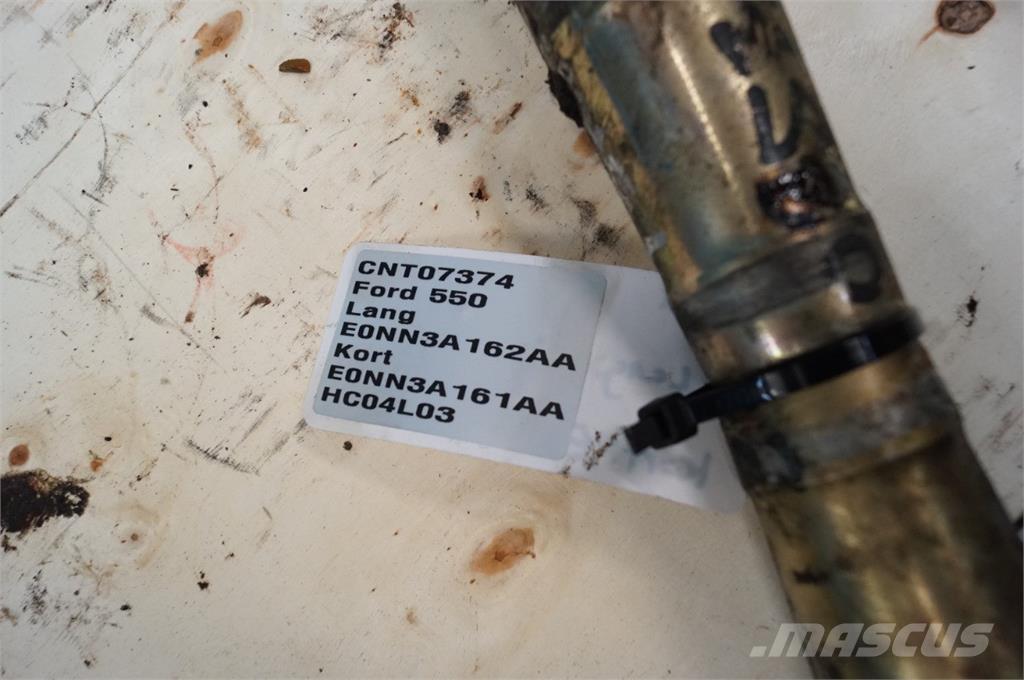 CNT07374
Ford 550
Lang
E0NN3A162AA
Kort
E0NN3A161AA
HC04L03
.MASCUS